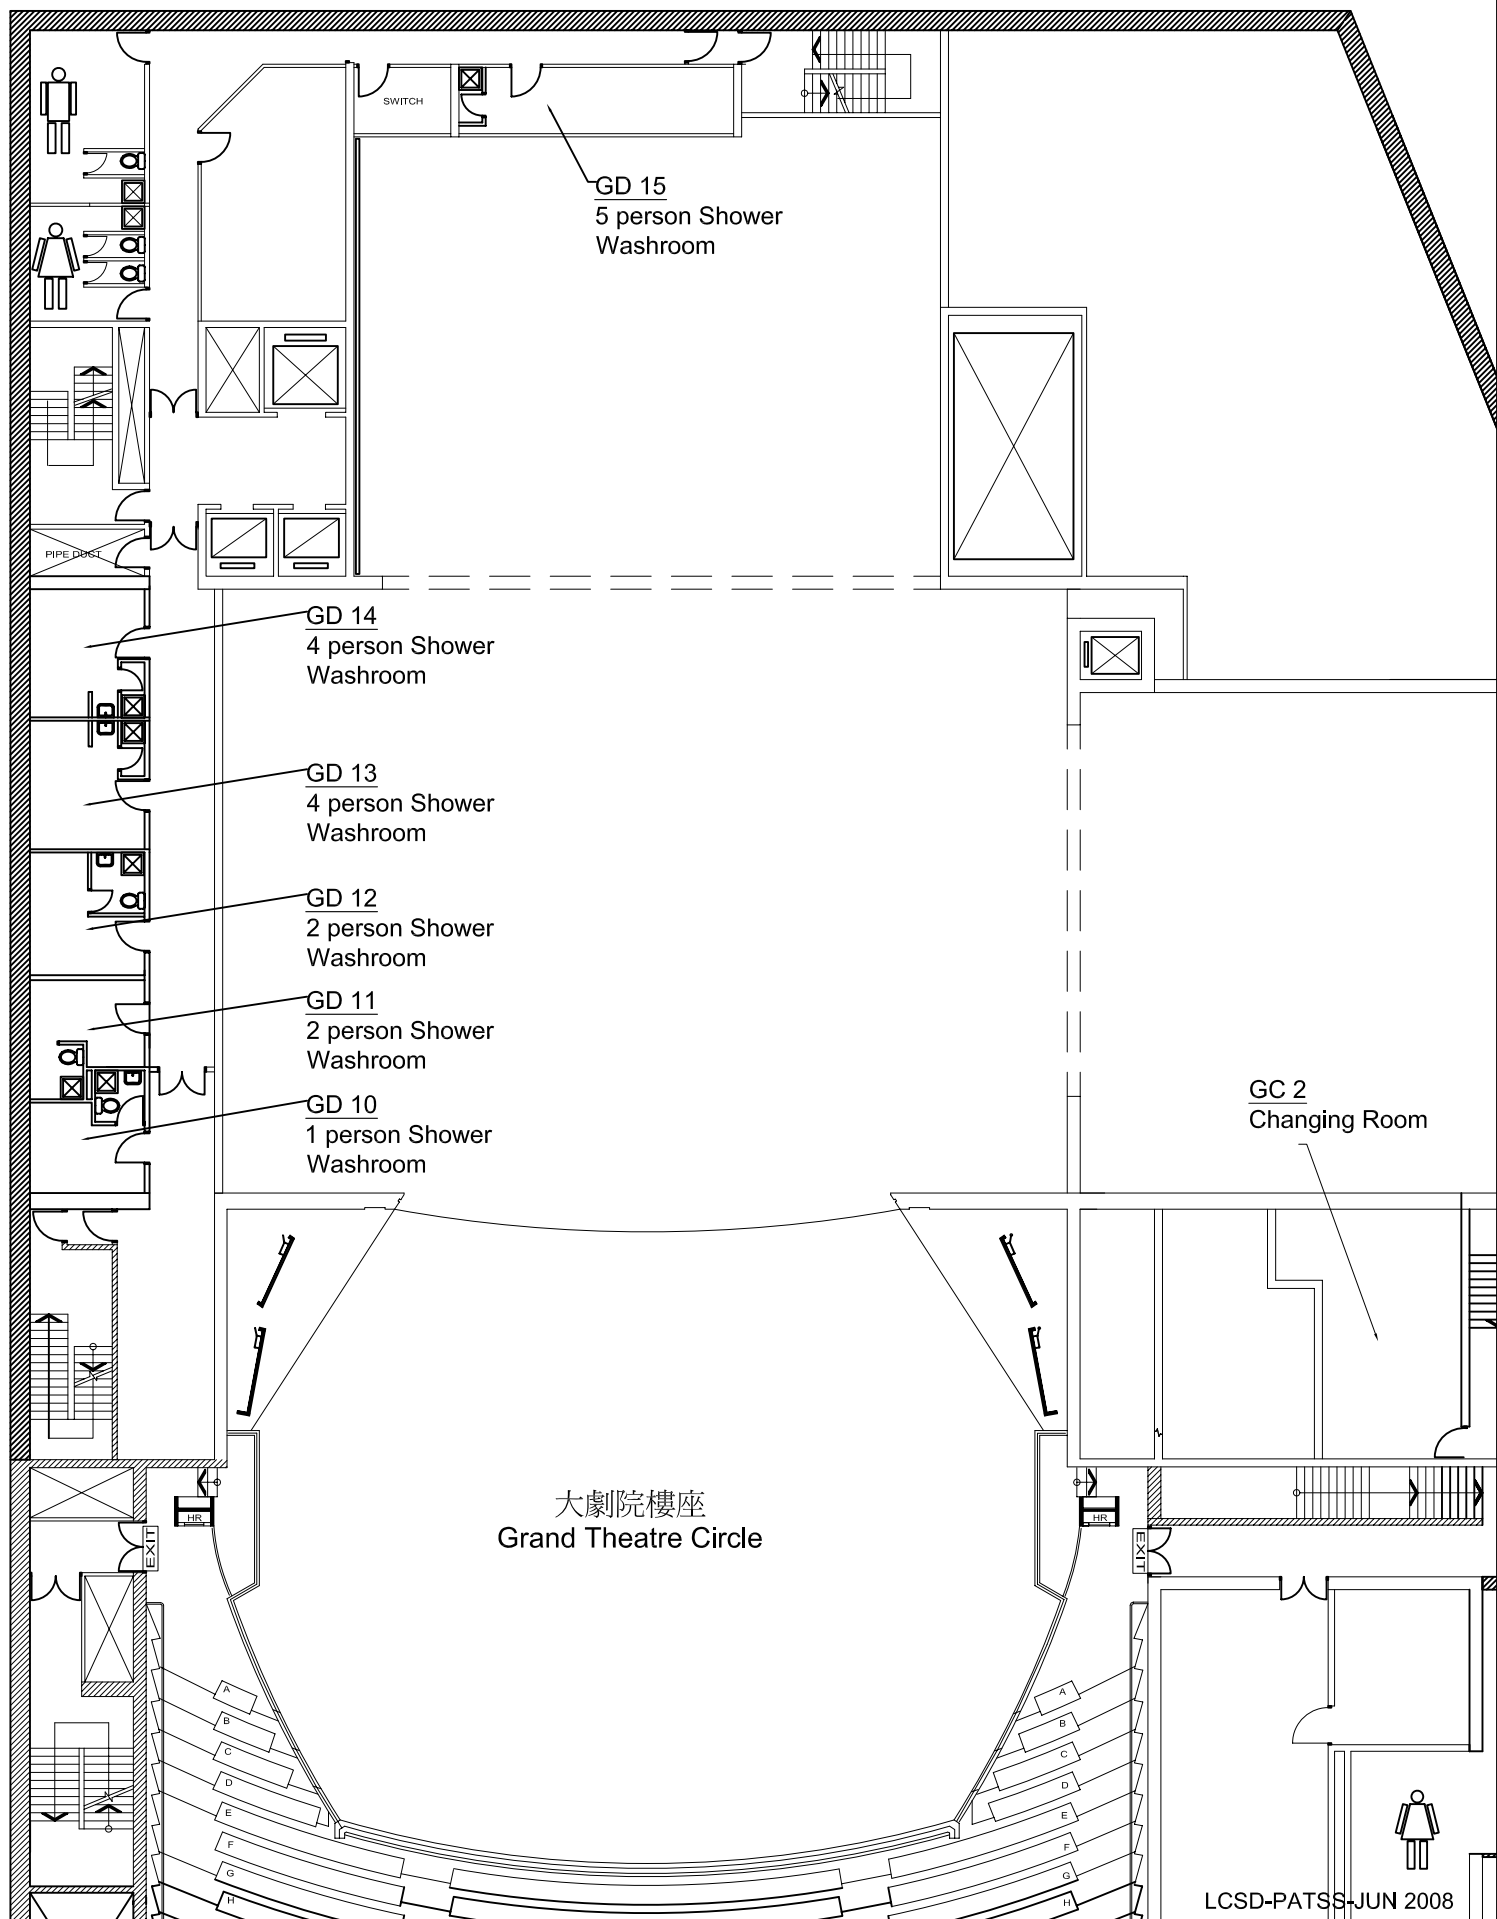 SWITCH
GD 15
5 person Shower
Washroom
PIPE DUCT
GD 14
4 person Shower
Washroom
GD 13
4 person Shower
Washroom
GD 12
2 person Shower
Washroom
GD 11
2 person Shower
Washroom
GD 10
1 person Shower
Washroom
GC 2
Changing Room
大劇院樓座
Grand Theatre Circle
HR
HR
EXIT
EXIT
A
B
C
D
E
F
G
H
A
B
C
D
E
F
G
H
LCSD-PATSS-JUN 2008